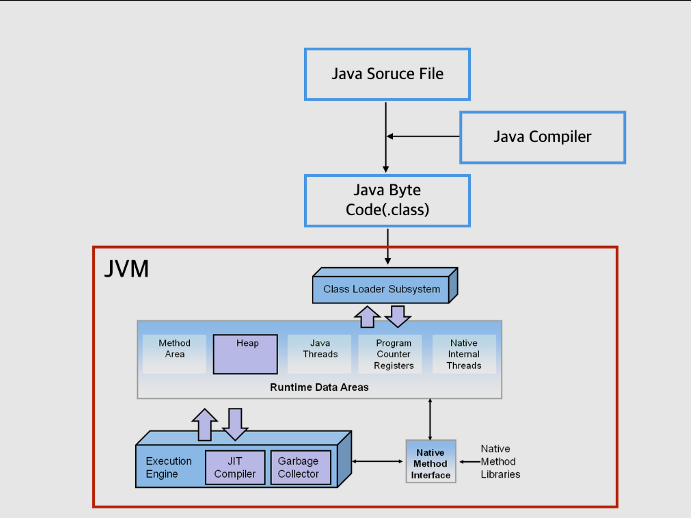 Java Soruce File
Java Compiler
Java Byte
Code(.class)
JVM
Class Loader Subsystem
Method
Area
Heap
Java
Threads
Program
Counter
Registers
Native
Internal
Threads
Runtime Data Areas
Execution
Engine
JIT
Compiler
Garbage
Collector
Native
Method
Interface
Native
Method
Libraries